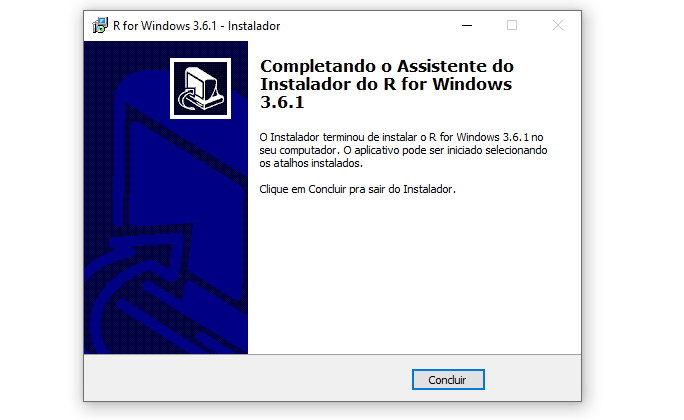 R for Windows 3.6.1 - Instalador
Completando o Assistente do
Instalador do R for Windows
3.6.1
O Instalador terminou de instalar o R for Windows 3.6.1 no
seu computador. O aplicativo pode ser iniciado selecionando
os atalhos instalados.
Clique em Concluir pra sair do Instalador.
Concluir